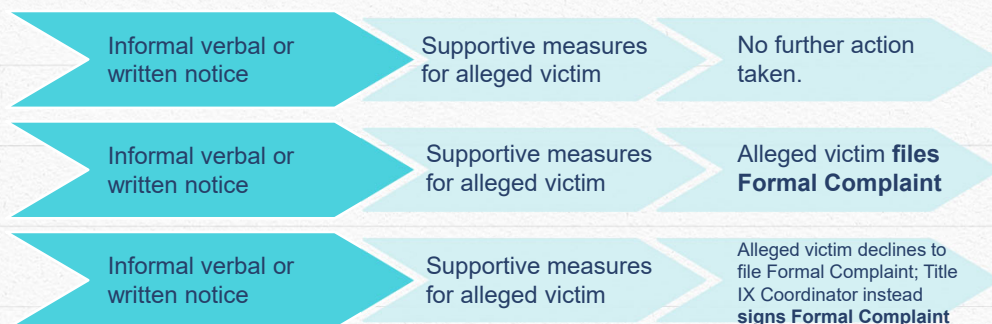 Informal verbal or
written notice
Supportive measures
for alleged victim
No further action
taken.
Informal verbal or
written notice
Supportive measures
for alleged victim
Alleged victim files
Formal Complaint
Informal verbal or
written notice
Supportive measures
for alleged victim
Alleged victim declines to
file Formal Complaint; Title
IX Coordinator instead
signs Formal Complaint